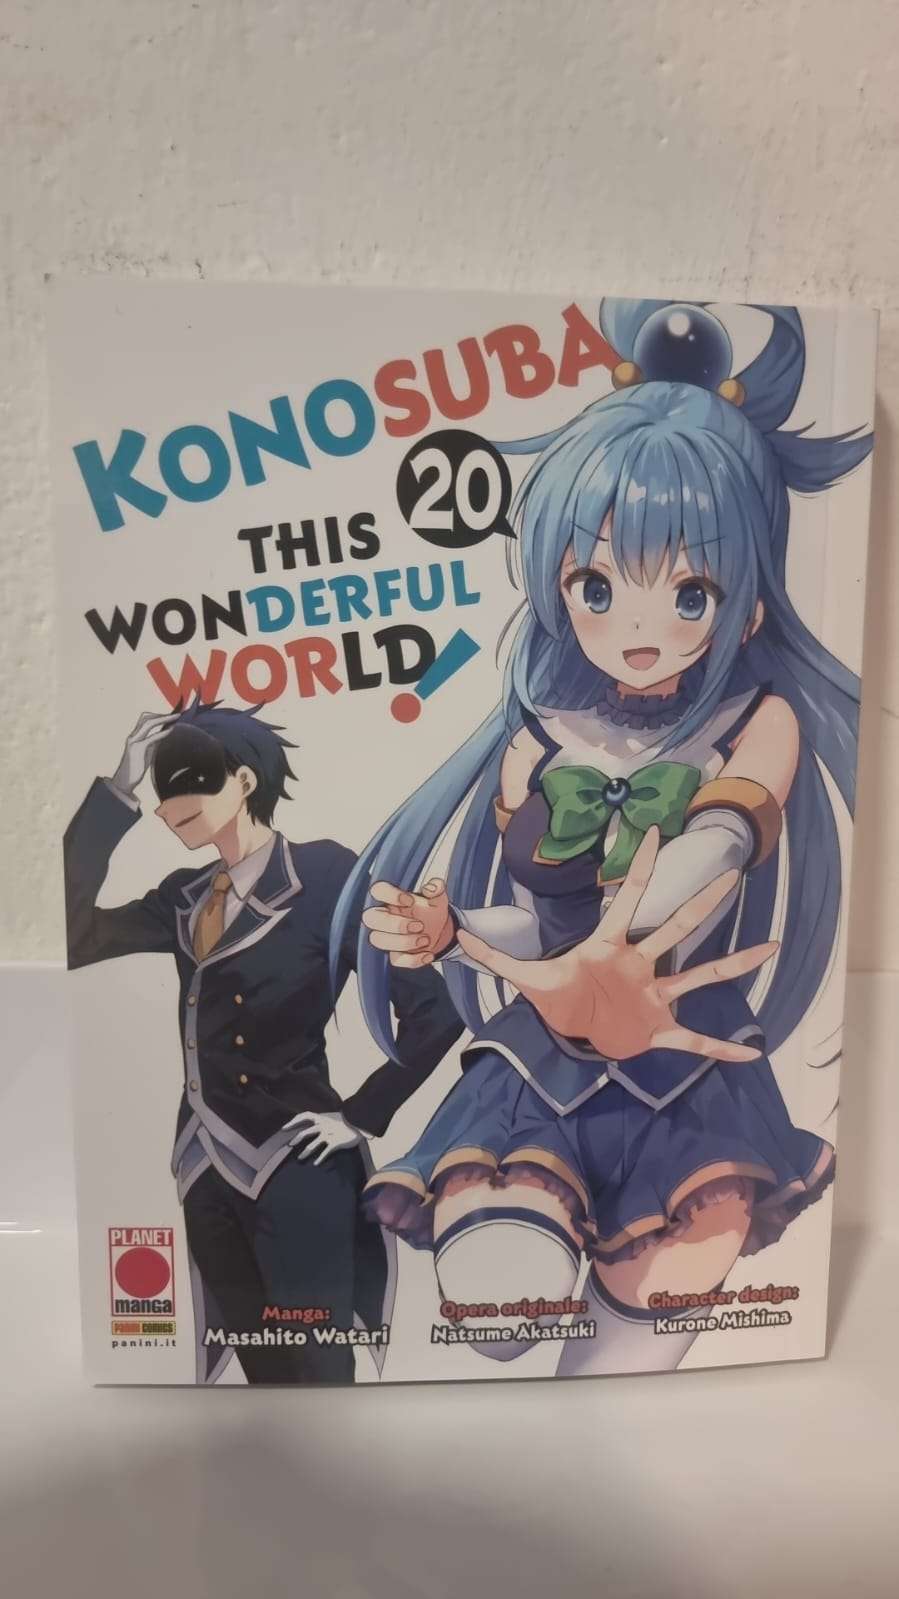 KONOSUBA
20
THIS
WONDERFUL
WORLD!
PLANET
manga
PANINI COMICS
panini.it
Manga:
Masahito Watari
Opera originale:
Natsume Akatsuki
Character design:
Kurone Mishima